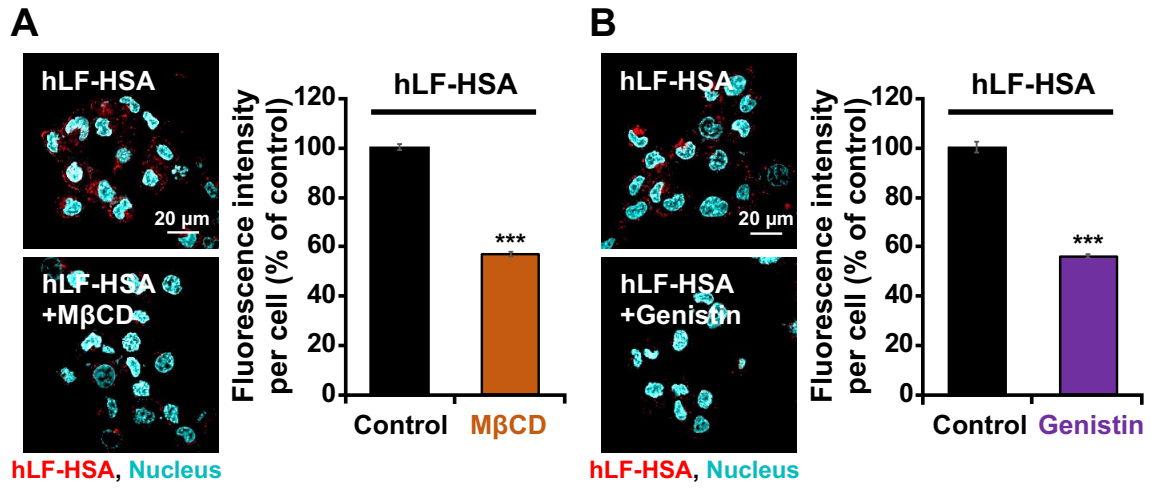 A
hLF-HSA
20 µm
hLF-HSA
+MβCD
hLF-HSA, Nucleus
Fluorescence intensity
per cell (% of control)
hLF-HSA
120
100
80
60
40
20
0
***
Control
MβCD
B
hLF-HSA
20 µm
hLF-HSA
+Genistin
hLF-HSA, Nucleus
Fluorescence intensity
per cell (% of control)
hLF-HSA
120
100
80
60
40
20
0
***
Control
Genistin